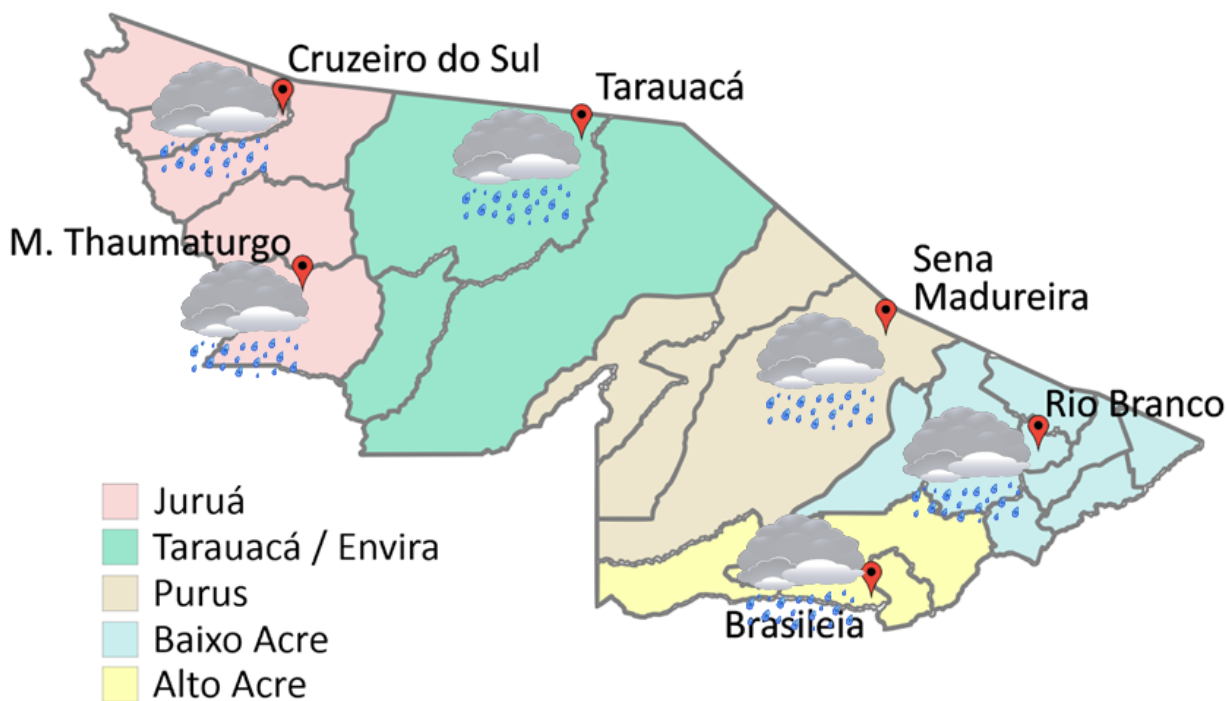 Cruzeiro do Sul
Tarauacá
M. Thaumaturgo
Sena
Madureira
Rio Branco
Brasileia
Juruá
Tarauacá / Envira
Purus
Baixo Acre
Alto Acre